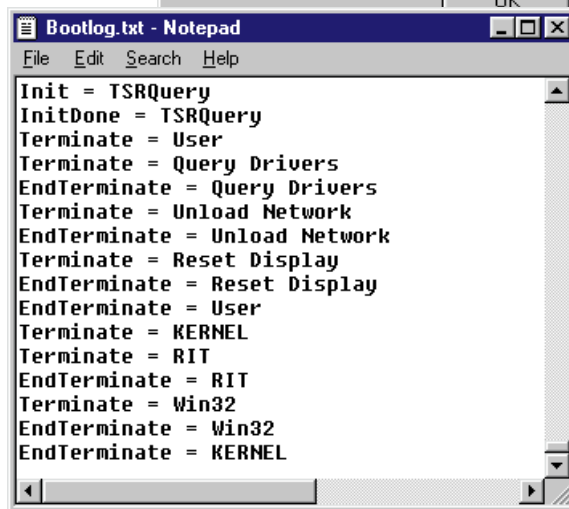 OK
Bootlog.txt - Notepad
File Edit Search Help
Init = TSRQuery
InitDone = TSRQuery
Terminate = User
Terminate = Query Drivers
EndTerminate = Query Drivers
Terminate = Unload Network
EndTerminate = Unload Network
Terminate = Reset Display
EndTerminate = Reset Display
EndTerminate = User
Terminate = KERNEL
Terminate = RIT
EndTerminate = RIT
Terminate = Win32
EndTerminate = Win32
EndTerminate = KERNEL